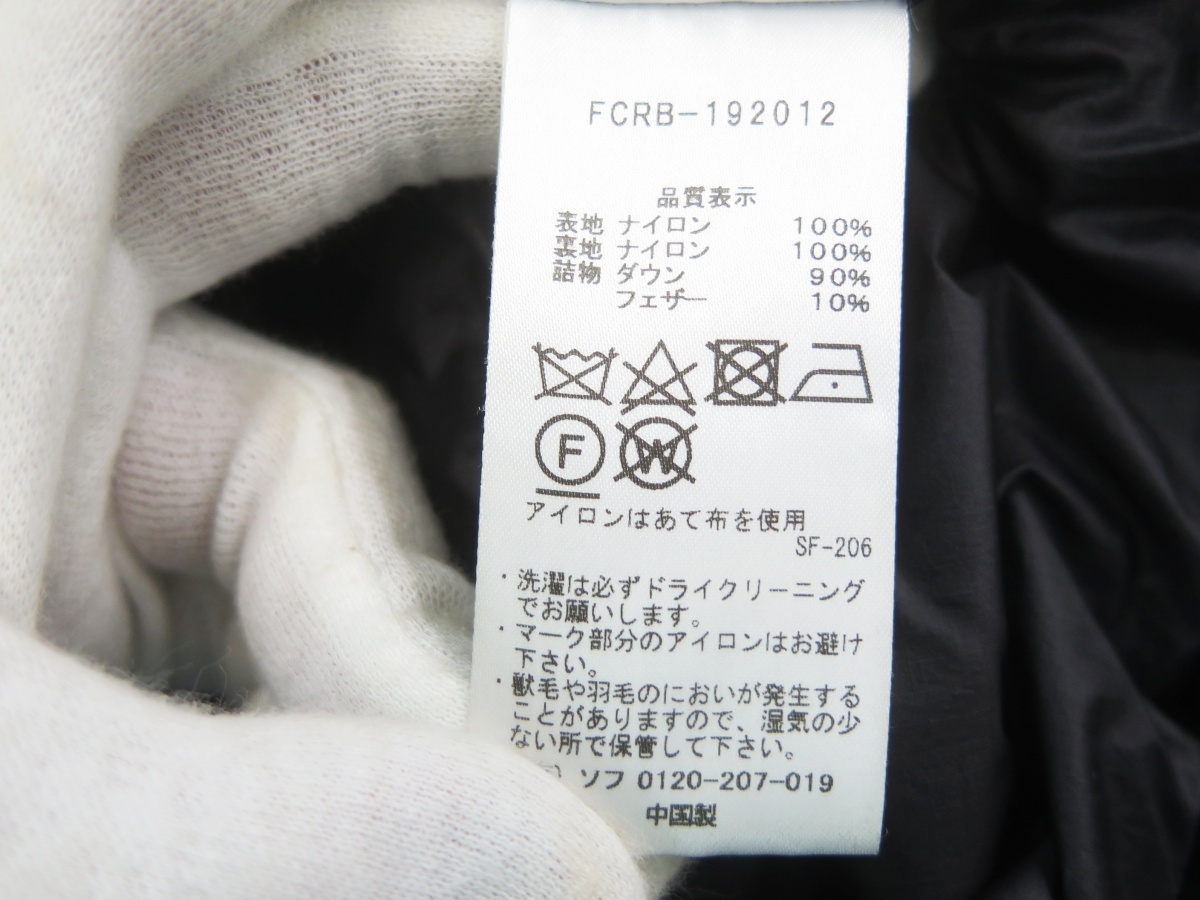 FCRB-192012
品質表示
表地 ナイロン 100%
裏地 ナイロン 100%
詰物 ダウン 90%
フェザー 10%
F W
アイロンはあて布を使用
SF-206
・洗濯は必ずドライクリーニング
でお願いします。
・マーク部分のアイロンはお避け
下さい。
・獣毛や羽毛のにおいが発生する
ことがありますので、湿気の少
ない所で保管して下さい。
ソフ 0120-207-019
中国製